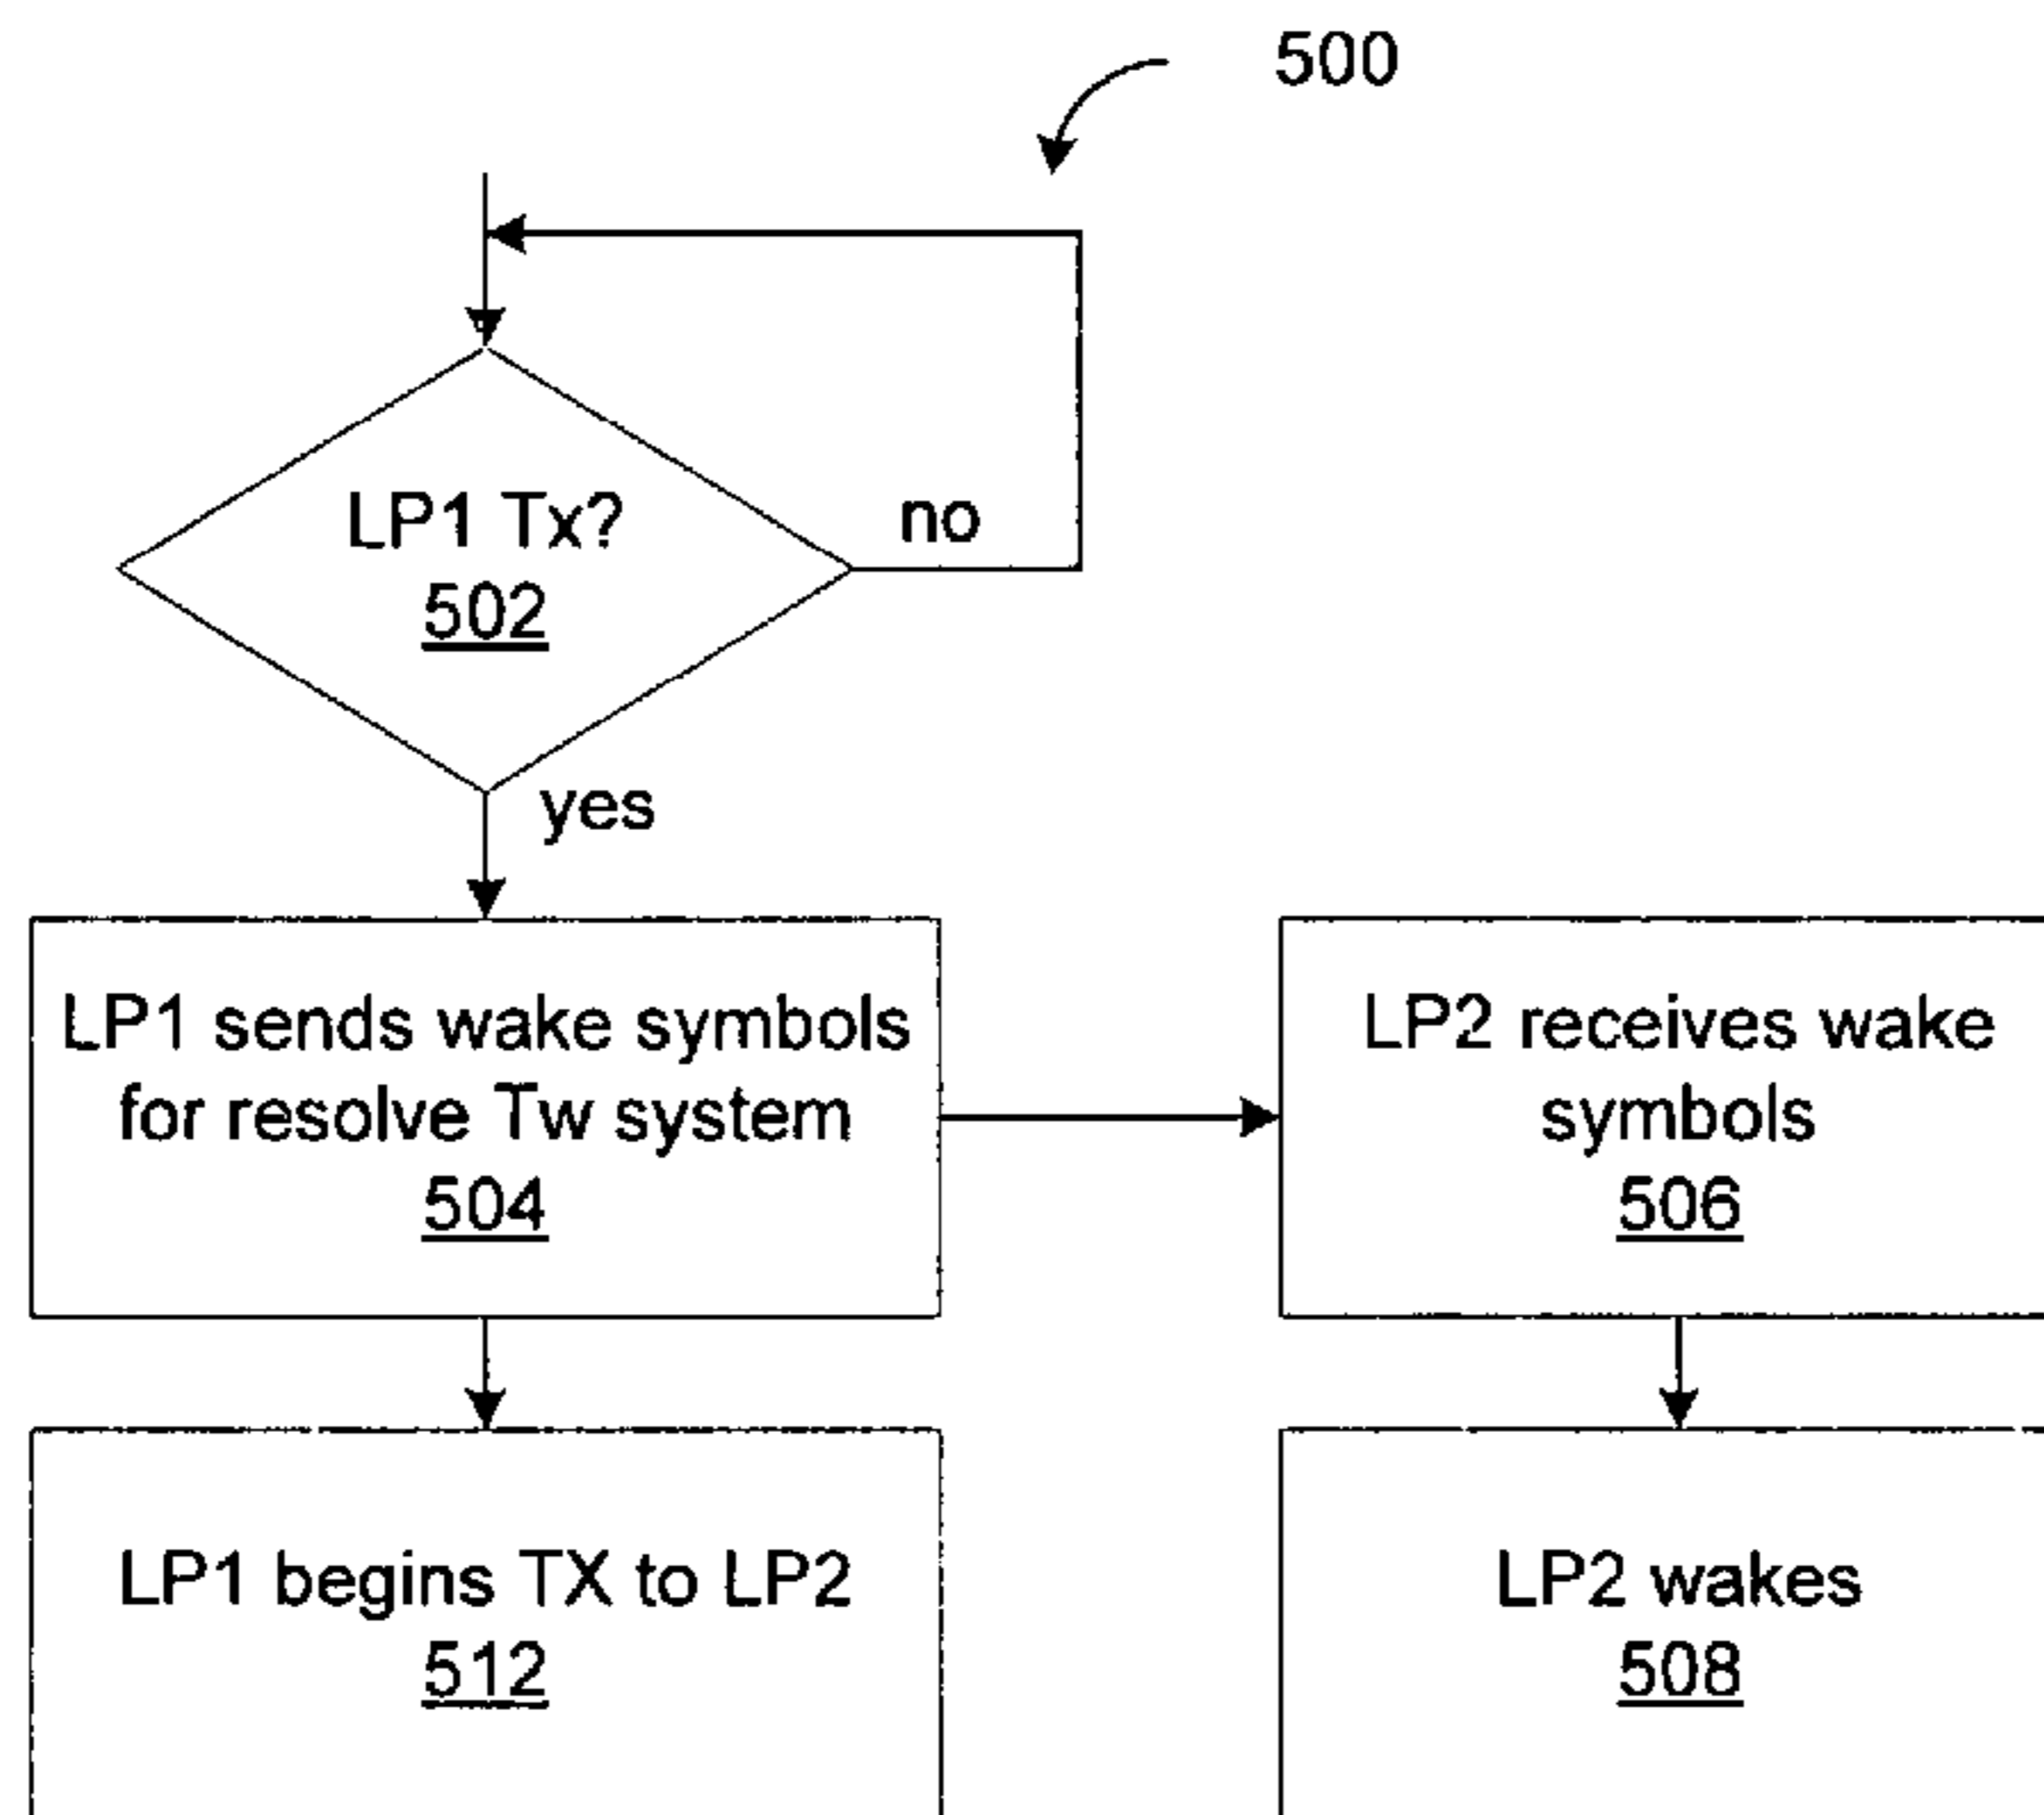 500
LP1 Tx?
502
no
yes
LP1 sends wake symbols
for resolve Tw system
504
LP2 receives wake
symbols
506
LP1 begins TX to LP2
512
LP2 wakes
508